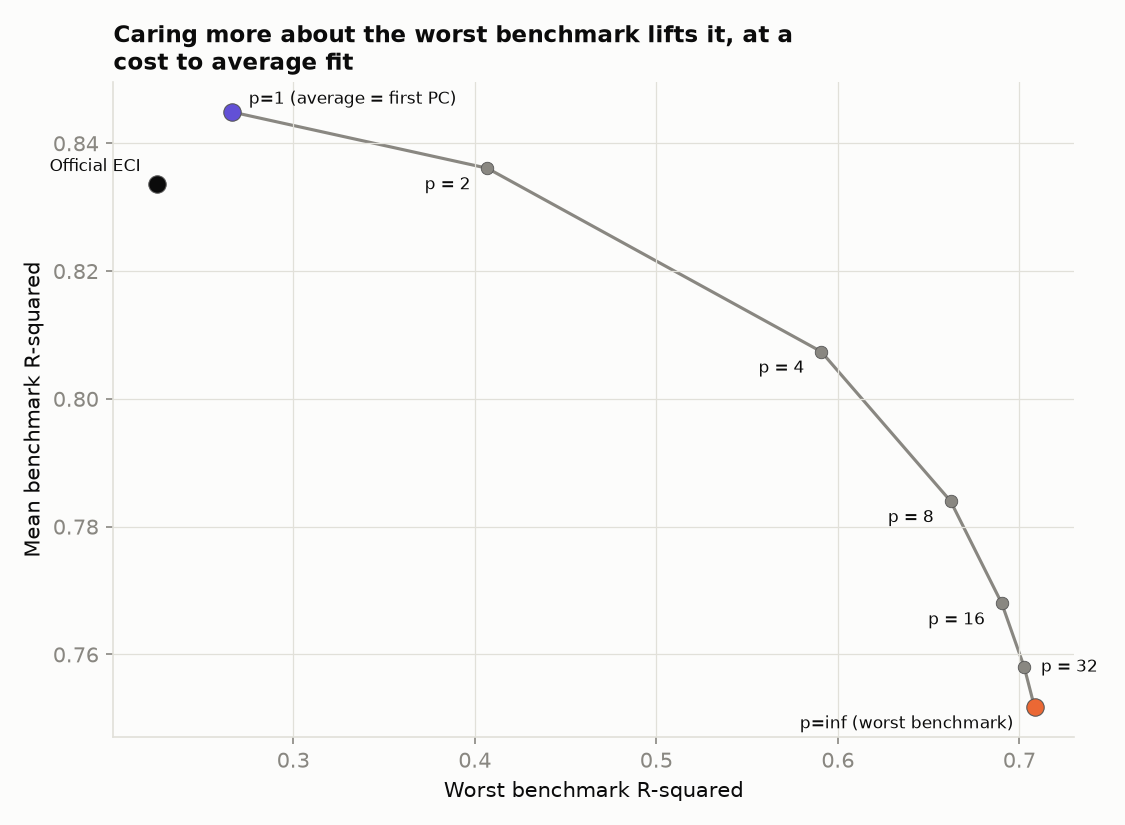 Caring more about the worst benchmark lifts it, at a
cost to average fit
p=1 (average = first PC)
0.84
Official ECI
p = 2
0.82
Mean benchmark R-squared
p = 4
0.80
p = 8
0.78
p = 16
0.76
p = 32
p=inf (worst benchmark)
0.3
0.4
0.5
0.6
0.7
Worst benchmark R-squared